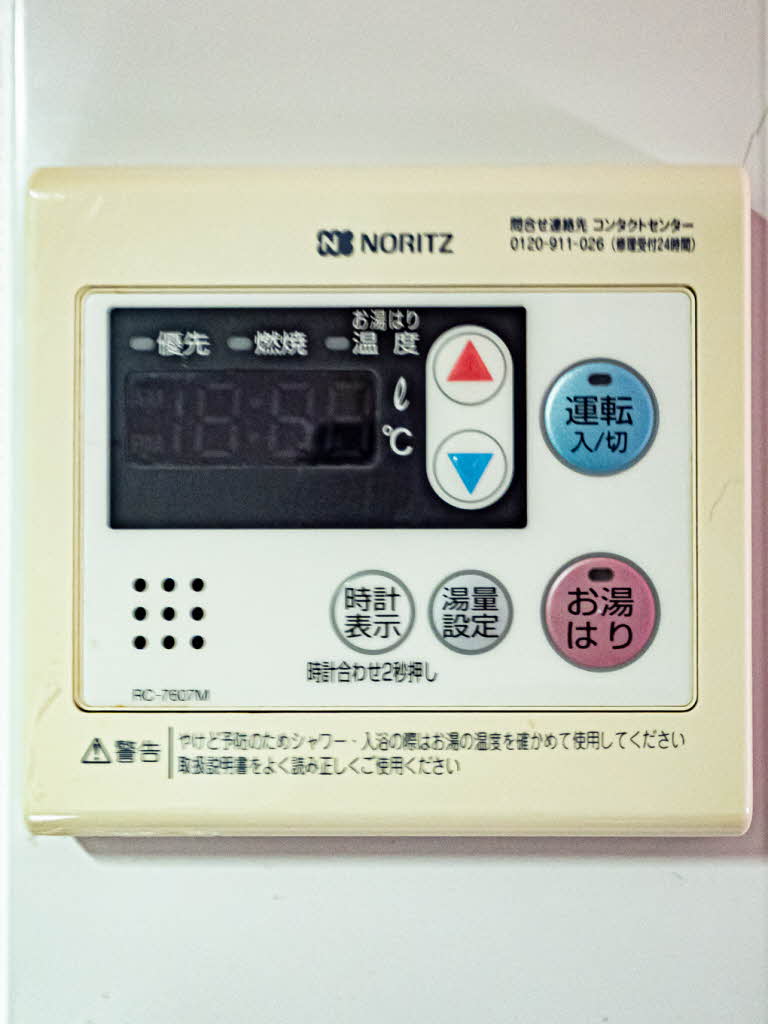 NORITZ
問合せ連絡先 コンタクトセンター
0120-911-026（修理受付24時間）
お湯はり
優先 燃焼 温度
AM
PM
ℓ
℃
運転
入/切
時計
表示
湯量
設定
お湯
はり
時計合わせ2秒押し
RC-7607M
警告
やけど予防のためシャワー・入浴の際はお湯の温度を確かめて使用してください
取扱説明書をよく読み正しくご使用ください